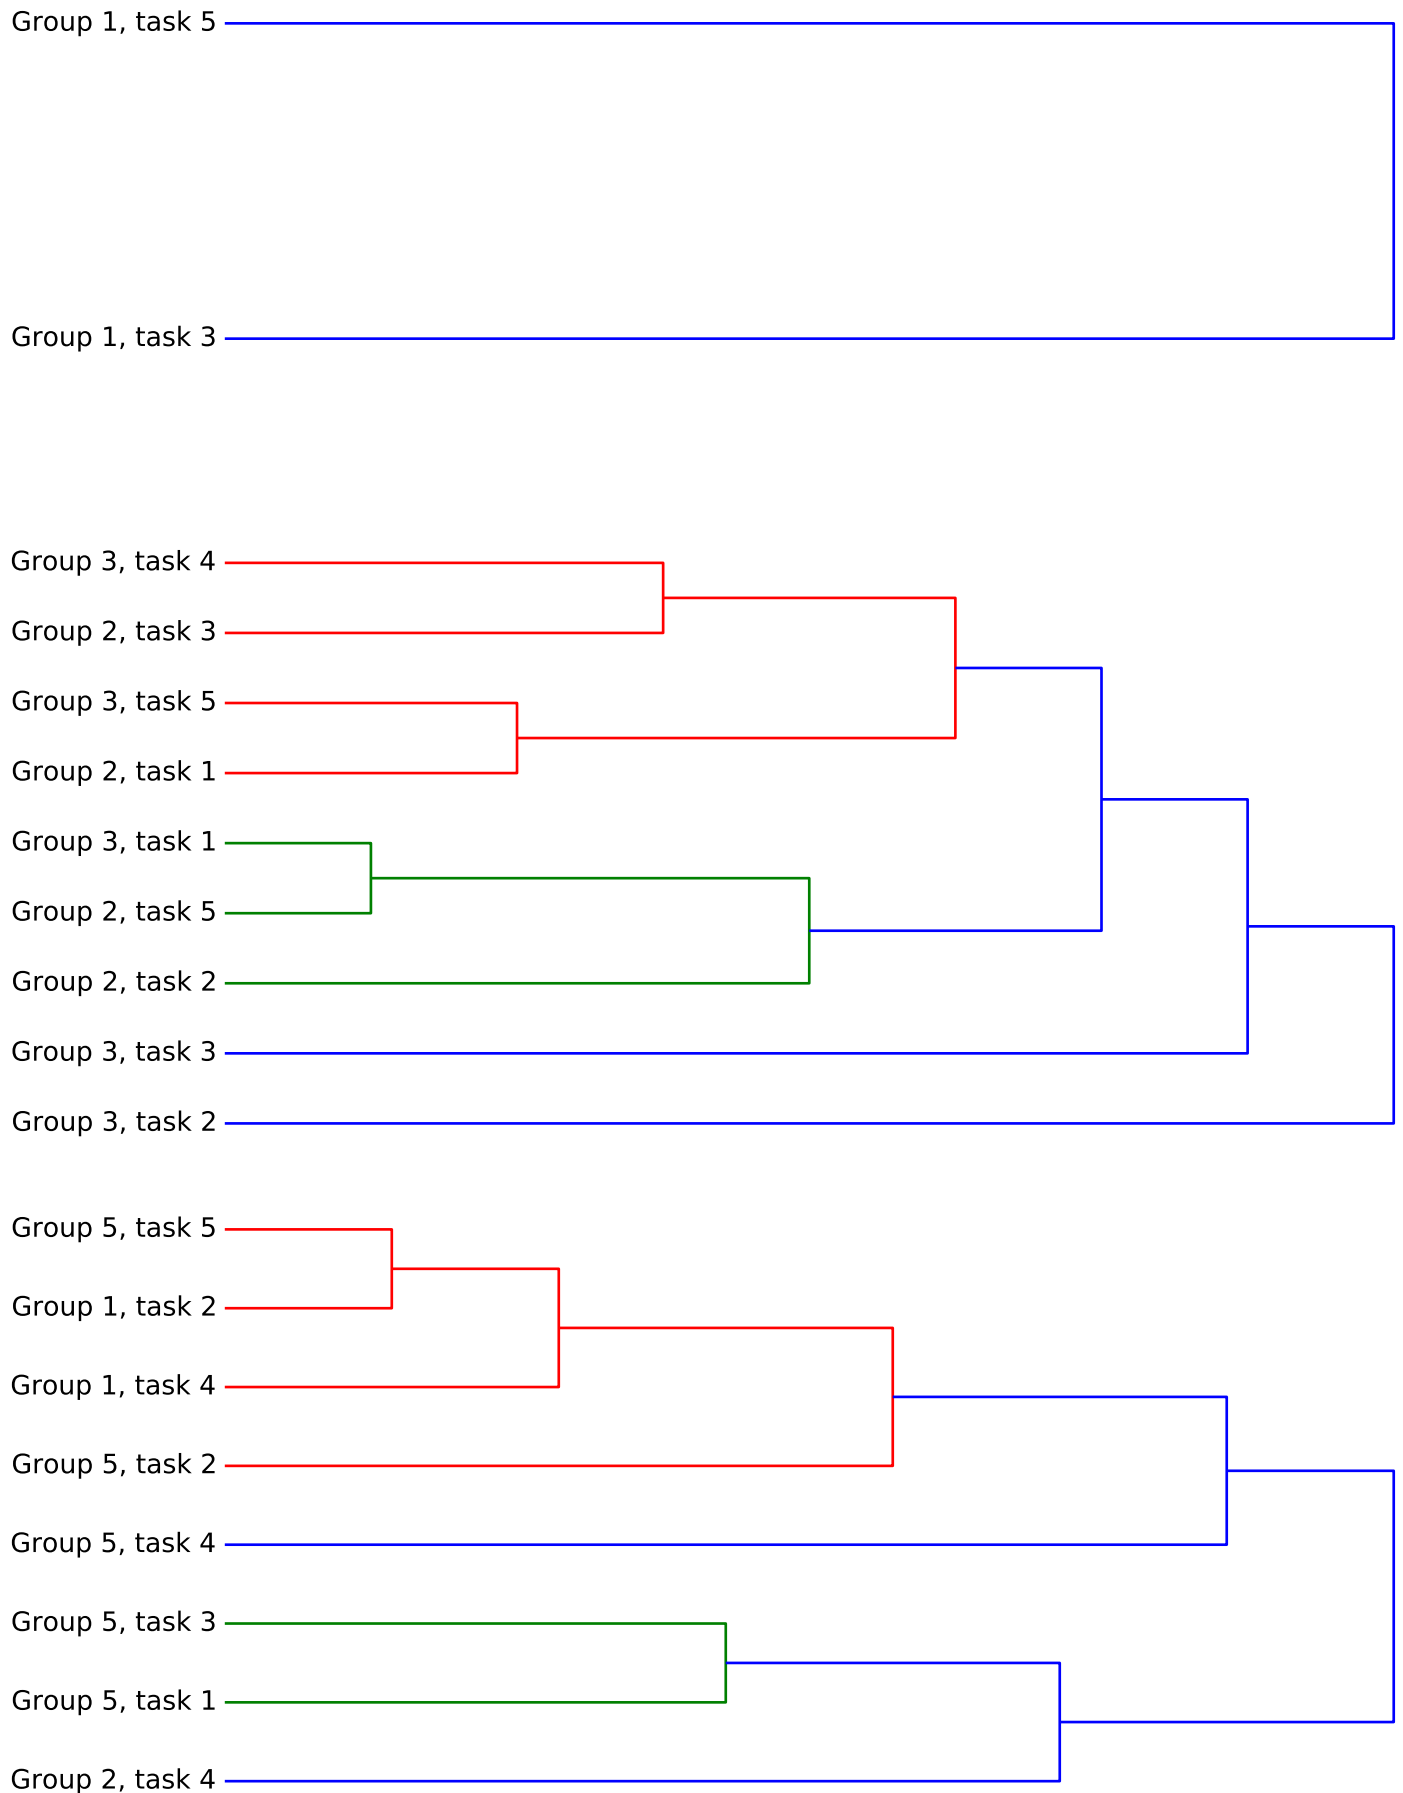 Group 1, task 5
Group 1, task 3
Group 3, task 4
Group 2, task 3
Group 3, task 5
Group 2, task 1
Group 3, task 1
Group 2, task 5
Group 2, task 2
Group 3, task 3
Group 3, task 2
Group 5, task 5
Group 1, task 2
Group 1, task 4
Group 5, task 2
Group 5, task 4
Group 5, task 3
Group 5, task 1
Group 2, task 4